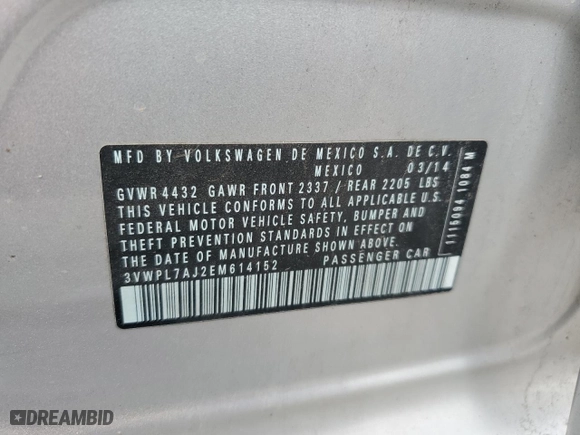 MFD BY VOLKSWAGEN DE MEXICO S.A. DE C.V.
MEXICO 03/14
GVWR 4432 GAWR FRONT 2337 / REAR 2205 LBS
THIS VEHICLE CONFORMS TO ALL APPLICABLE U.S.
FEDERAL MOTOR VEHICLE SAFETY, BUMPER AND
THEFT PREVENTION STANDARDS IN EFFECT ON
THE DATE OF MANUFACTURE SHOWN ABOVE.
3VWPL7AJ2EM614152 PASSENGER CAR
DREAMBID